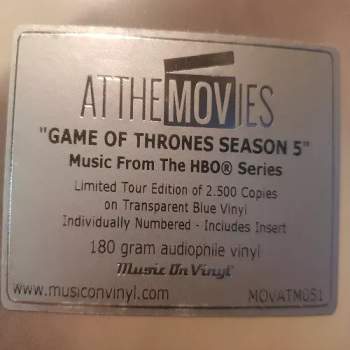 ATTHEMOVIES
"GAME OF THRONES SEASON 5"
Music From The HBO® Series
Limited Tour Edition of 2.500 Copies
on Transparent Blue Vinyl
Individually Numbered - Includes Insert
180 gram audiophile vinyl
Music On Vinyl®
www.musiconvinyl.com MOVATM051